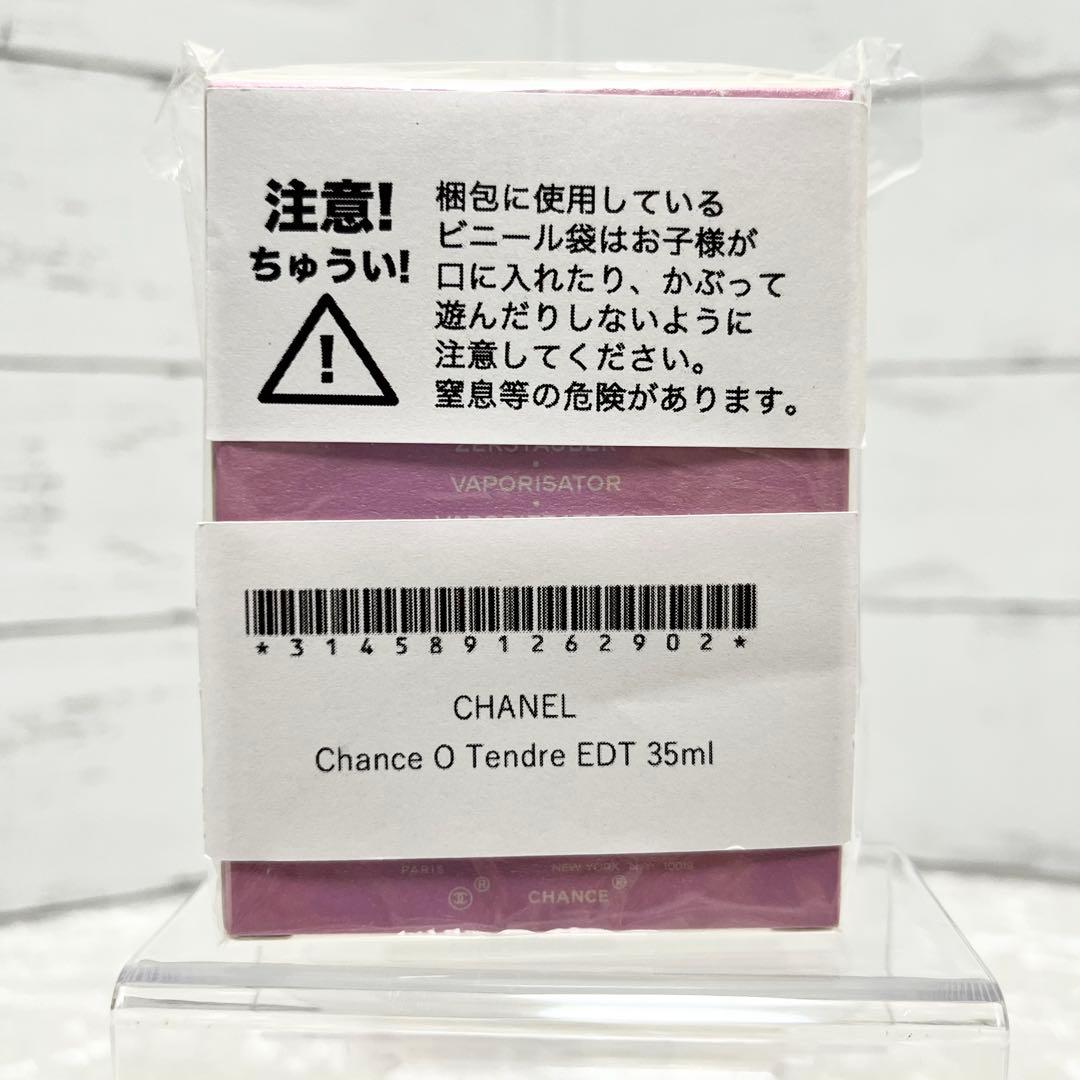 注意!
ちゅうい!
!
梱包に使用している
ビニール袋はお子様が
口に入れたり、かぶって
遊んだりしないように
注意してください。
窒息等の危険があります。
ZERSTÄUBER
VAPORISATOR
*3145891262902*
CHANEL
Chance O Tendre EDT 35ml
PARIS
NEW YORK N.Y. 10019
® CHANCE®